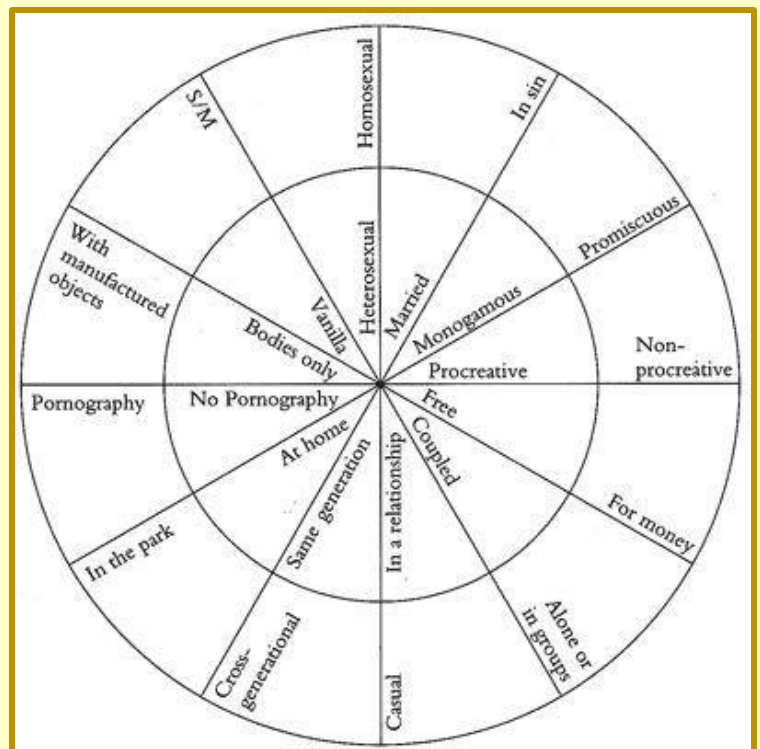 Homosexual
Heterosexual
In sin
Married
Promiscuous
Monogamous
Non-
procreative
Procreative
For money
Free
Alone or
in groups
Coupled
Casual
In a relationship
Cross-
generational
Same generation
In the park
At home
Pornography
No Pornography
With
manufactured
objects
Bodies only
S/M
Vanilla